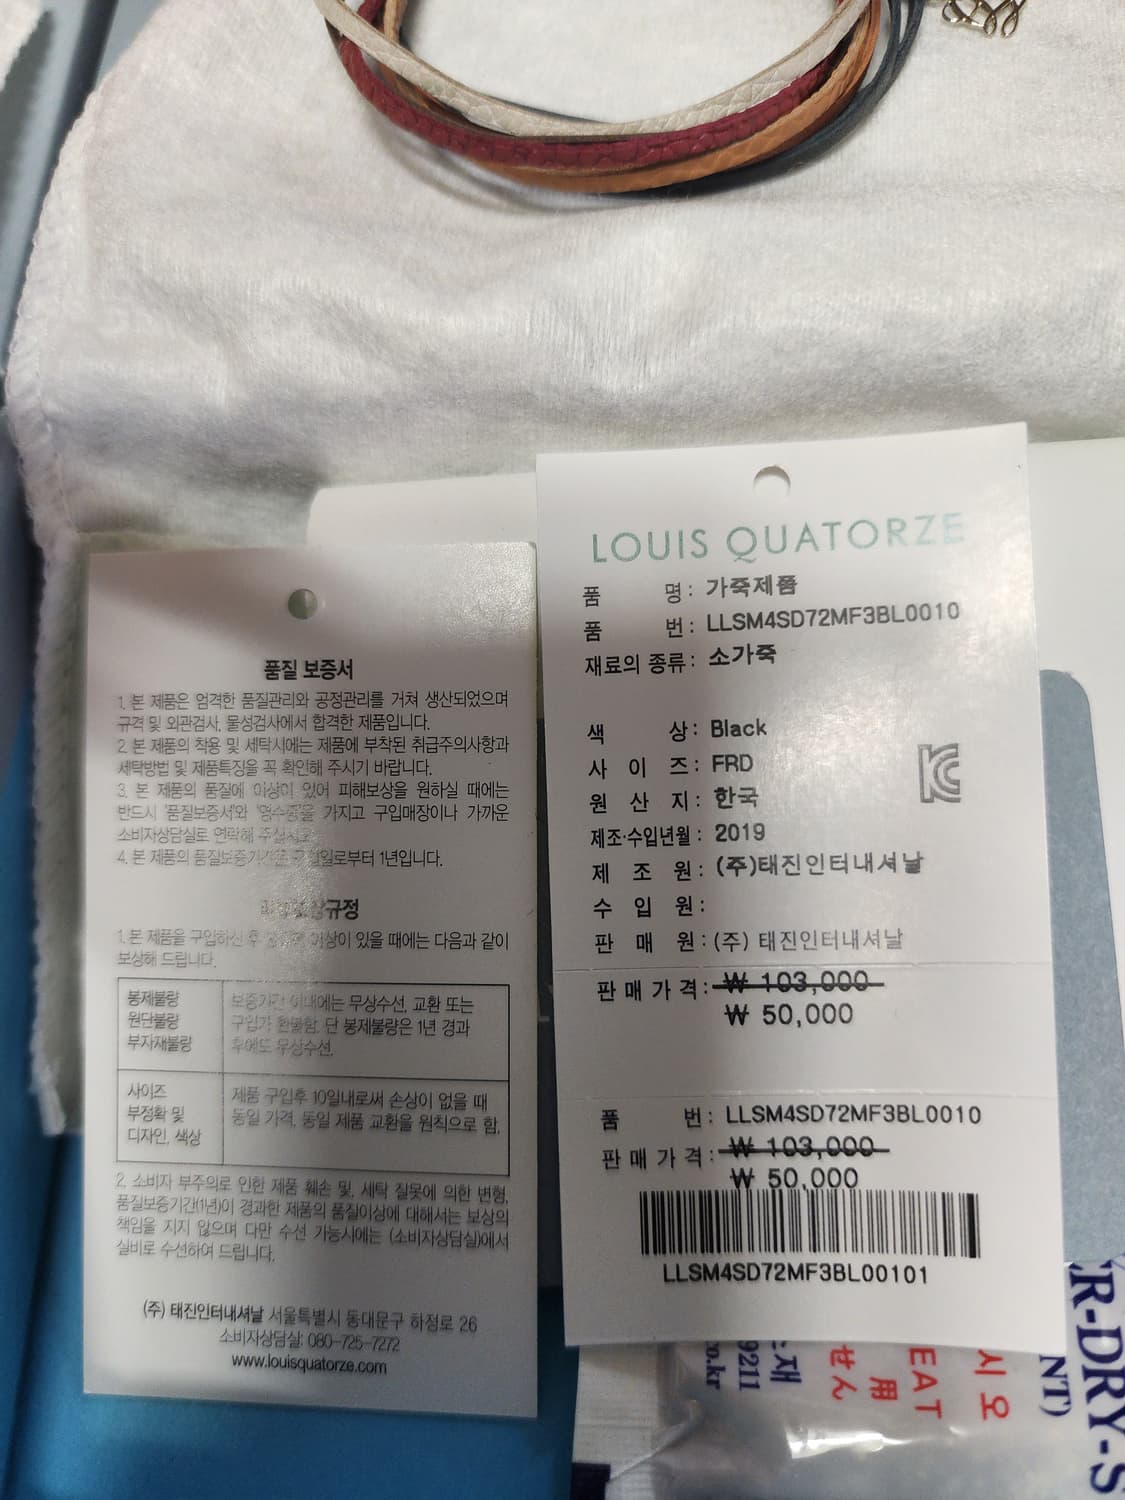 품질 보증서
1. 본 제품은 엄격한 품질관리와 공정관리를 거쳐 생산되었으며
규격 및 외관검사, 물성검사에서 합격한 제품입니다.
2. 본 제품의 착용 및 세탁시에는 제품에 부착된 취급주의사항과
세탁방법 및 제품특징을 꼭 확인해 주시기 바랍니다.
3. 본 제품의 품질에 이상이 있어 피해보상을 원하실 때에는
반드시 '품질보증서'와 '영수증'을 가지고 구입매장이나 가까운
소비자상담실로 연락해 주십시오.
4. 본 제품의 품질보증기간은 구입일로부터 1년입니다.
규정
1. 본 제품을 구입하신 후 이상이 있을 때에는 다음과 같이
보상해 드립니다.
봉제불량
원단불량
부자재불량
보증기간 이내에는 무상수선, 교환 또는
구입가 환불함. 단 봉제불량은 1년 경과
후에도 무상수선.
사이즈
부정확 및
디자인, 색상
제품 구입후 10일내로써 손상이 없을 때
동일 가격, 동일 제품 교환을 원칙으로 함.
2. 소비자 부주의로 인한 제품 훼손 및, 세탁 잘못에 의한 변형,
품질보증기간(1년)이 경과한 제품의 품질이상에 대해서는 보상의
책임을 지지 않으며 다만 수선 가능시에는 (소비자상담실)에서
실비로 수선하여 드립니다.
(주) 태진인터내셔날 서울특별시 동대문구 하정로 26
소비자상담실: 080-725-7272
www.louisquatorze.com
LOUIS QUATORZE
품 명: 가죽제품
품 번: LLSM4SD72MF3BL0010
재료의 종류: 소가죽
색 상: Black
사 이 즈: FRD
원 산 지: 한국
제조·수입년월: 2019
제 조 원: (주)태진인터내셔날
수 입 원:
판 매 원: (주) 태진인터내셔날
판매가격: ₩ 103,000
₩ 50,000
품 번: LLSM4SD72MF3BL0010
판매가격: ₩ 103,000
₩ 50,000
LLSM4SD72MF3BL00101
R-DRY-S
NT)
시오
EAT
用
せん
재
9211
o.kr